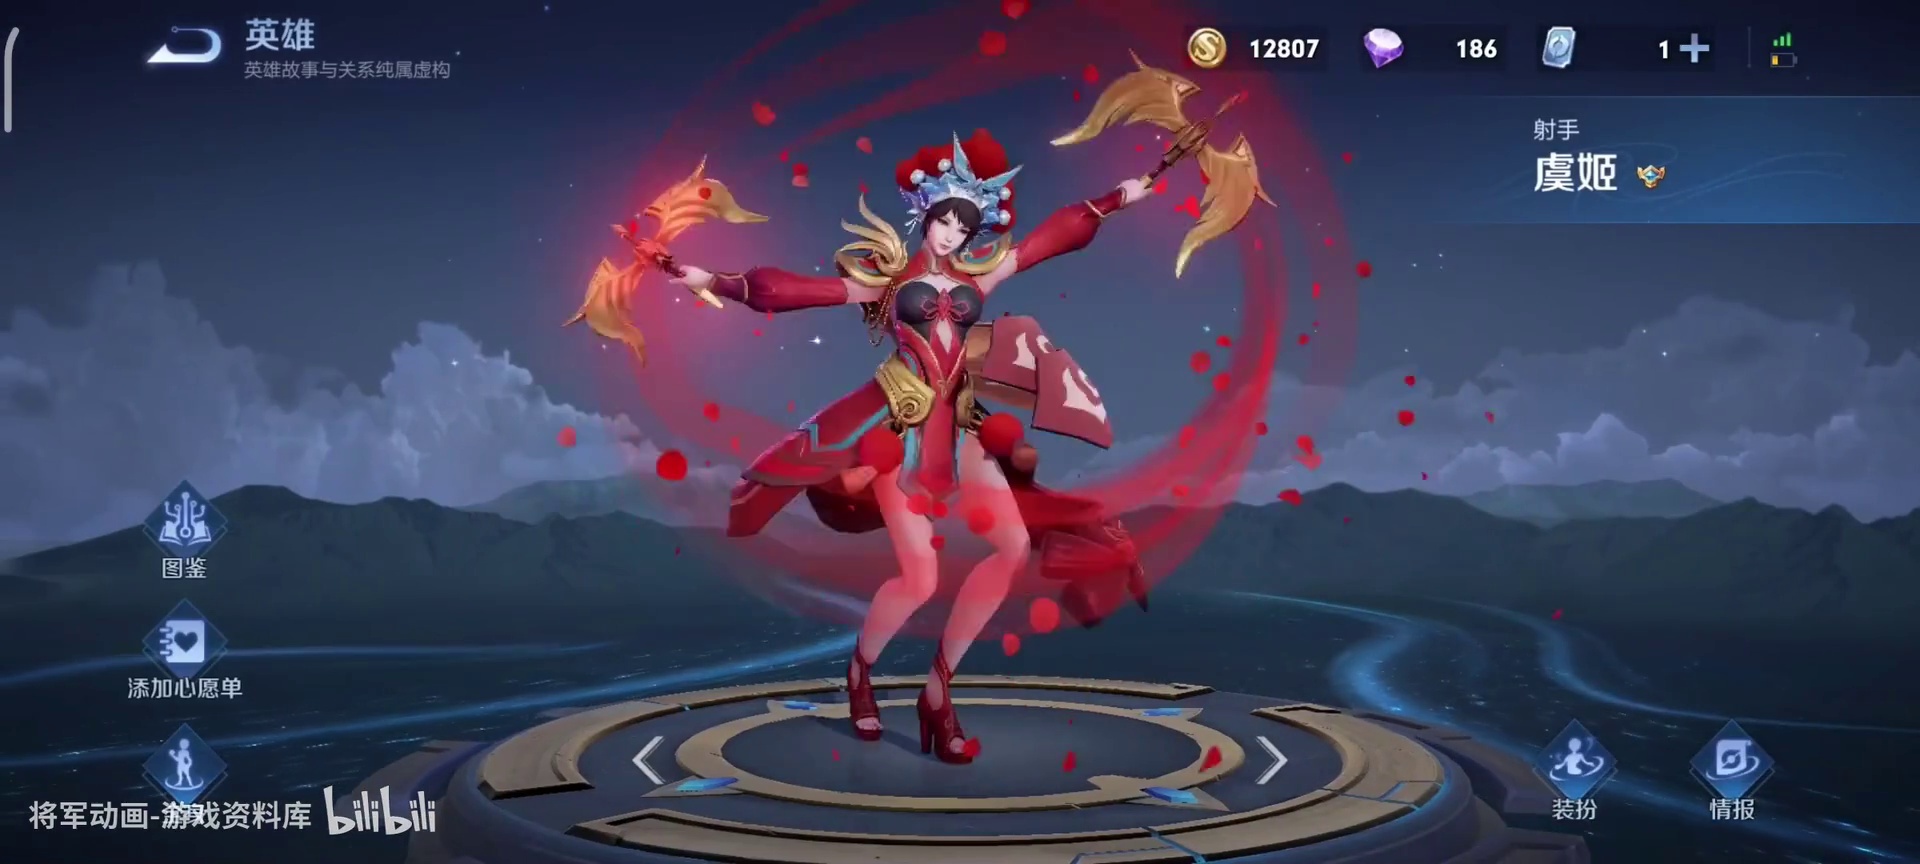 英雄
英雄故事与关系纯属虚构
12807
186
1
射手
虞姬
图鉴
添加心愿单
将军动画-游戏资料库 bilibili
装扮
情报